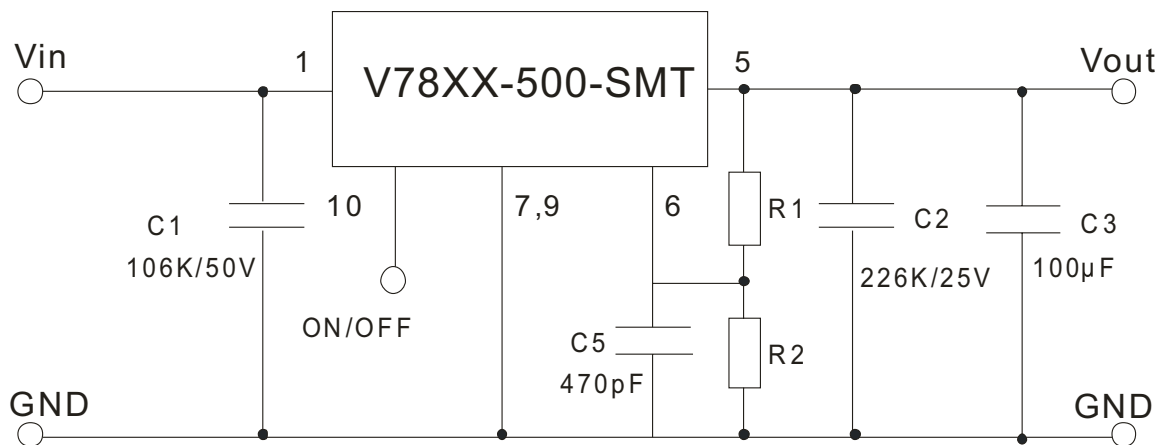 Vin
1
V78XX-500-SMT
5
Vout
10
7,9
6
R1
C1
106K/50V
C2
226K/25V
C3
100µF
ON/OFF
C5
470pF
R2
GND
GND